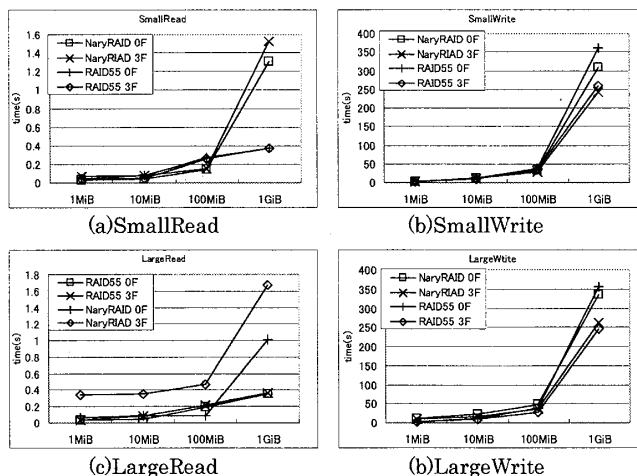 SmallRead
1.6
1.4
1.2
1
0.8
0.6
0.4
0.2
0
time(s)
NaryRAID 0F
NaryRIAD 3F
RAID55 0F
RAID55 3F
1MiB 10MiB 100MiB 1GiB
(a)SmallRead
SmallWrite
400
350
300
250
200
150
100
50
0
time(s)
NaryRAID 0F
NaryRIAD 3F
RAID55 0F
RAID55 3F
1MiB 10MiB 100MiB 1GiB
(b)SmallWrite
LargeRead
1.8
1.6
1.4
1.2
1
0.8
0.6
0.4
0.2
0
time(s)
RAID55 0F
RAID55 3F
NaryRAID 0F
NaryRIAD 3F
1MiB 10MiB 100MiB 1GiB
(c)LargeRead
LargeWtite
400
350
300
250
200
150
100
50
0
time(s)
NaryRAID 0F
NaryRIAD 3F
RAID55 0F
RAID55 3F
1MiB 10MiB 100MiB 1GiB
(b)LargeWrite